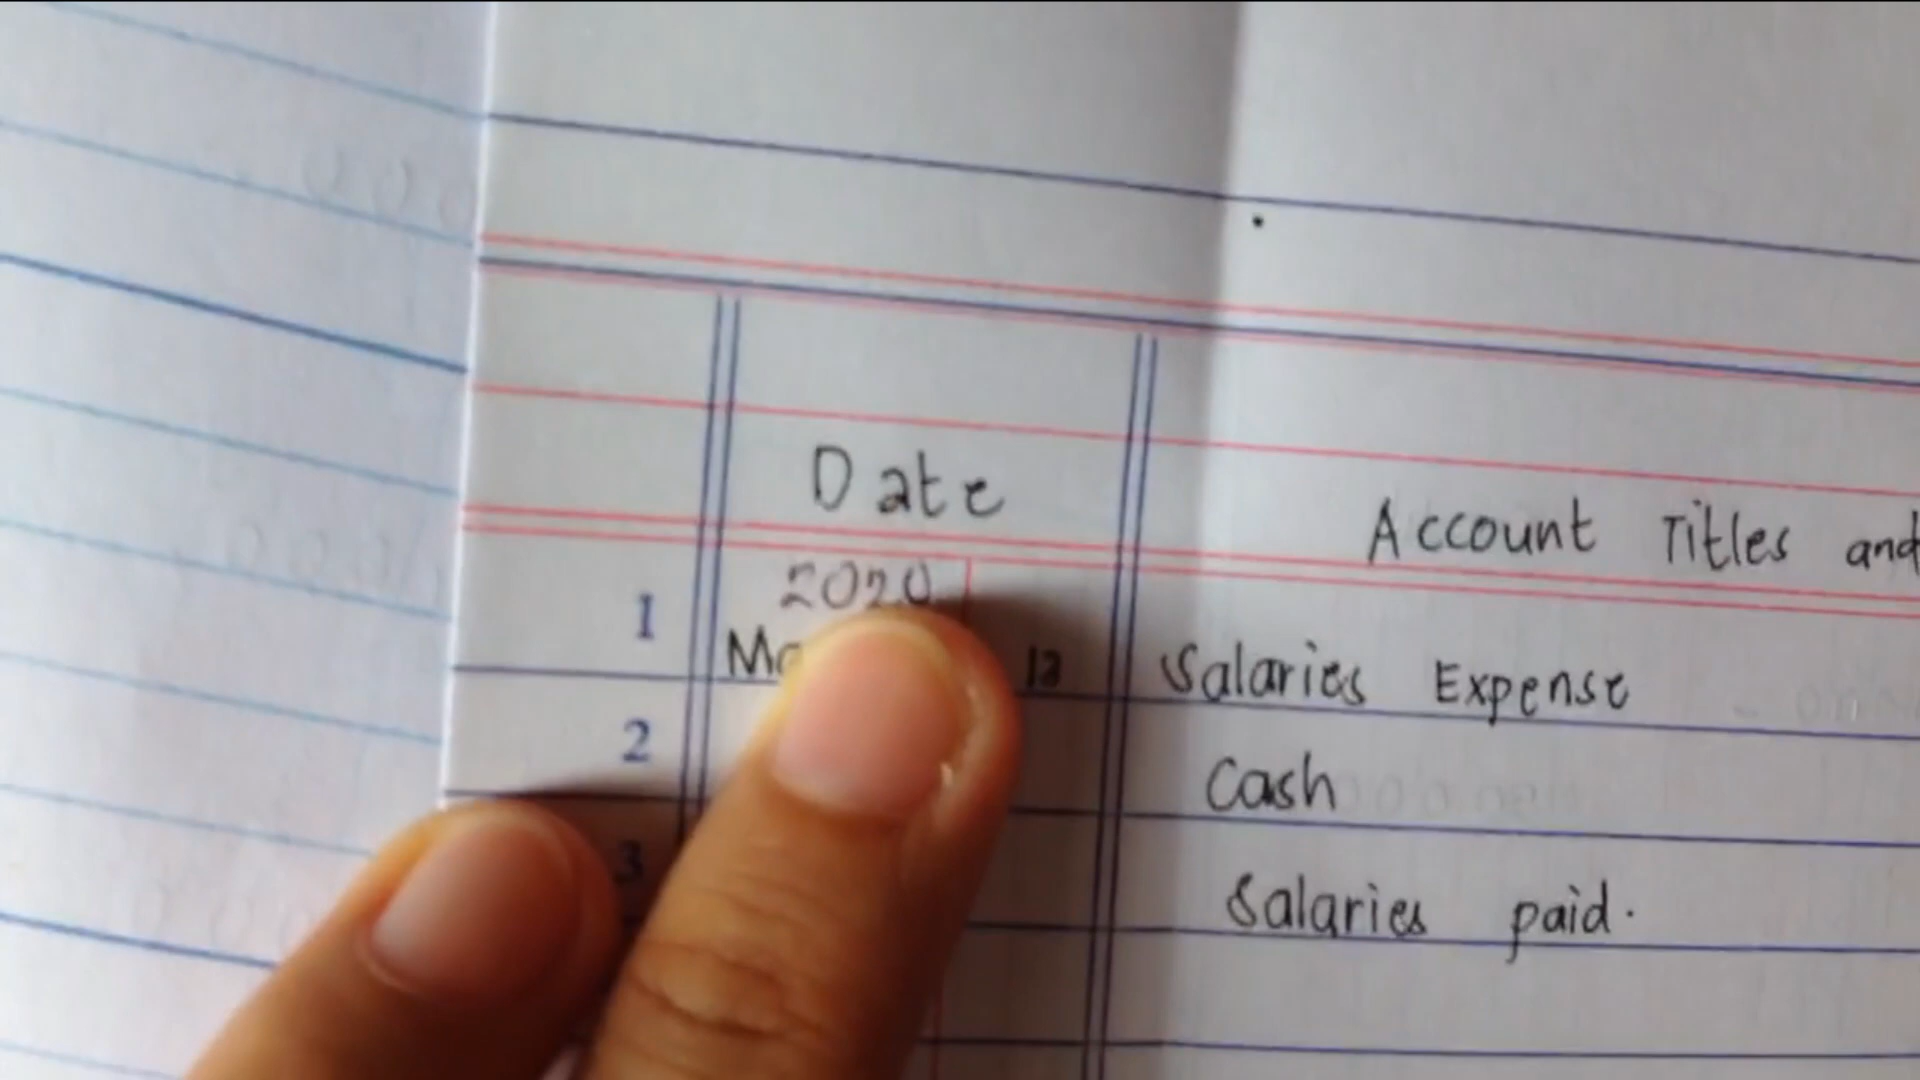 Date
Account Titles and
2020
1 12 Salaries Expense
2 Cash
3 Salaries paid.